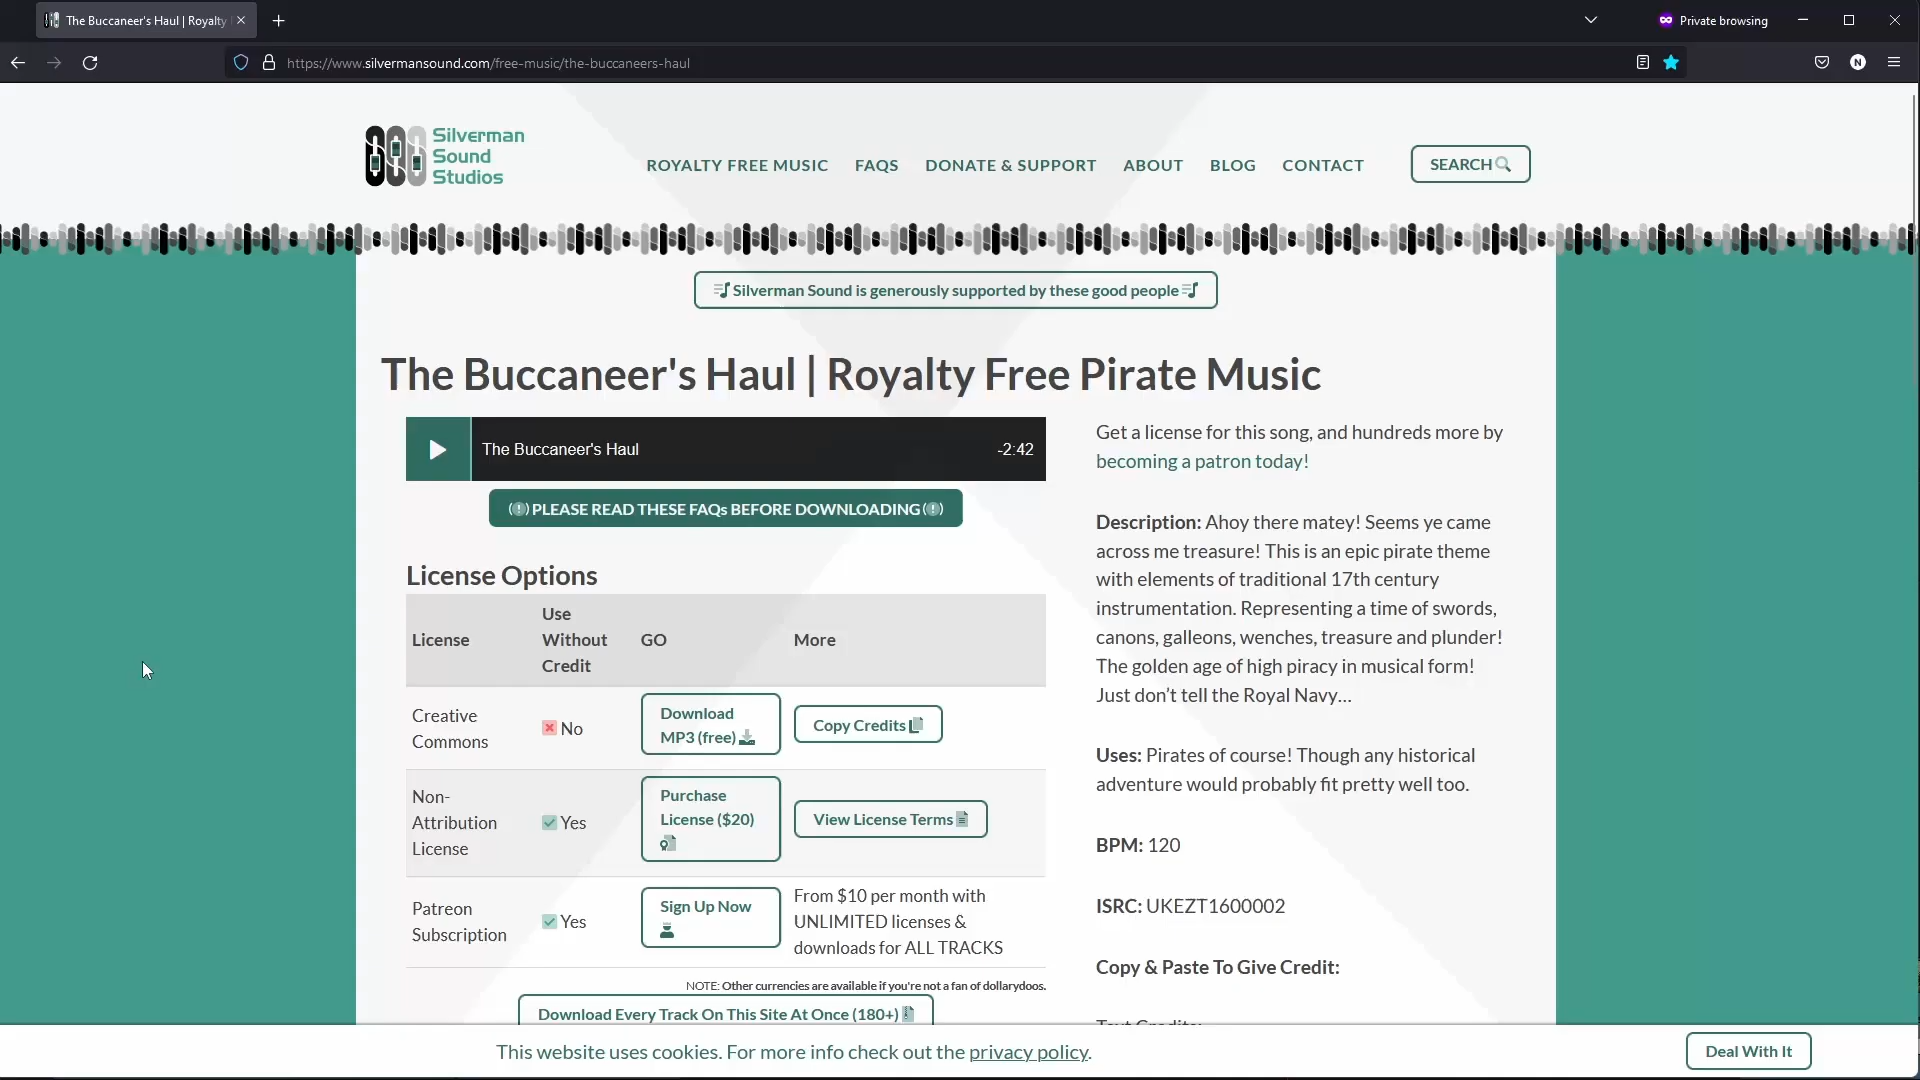 The Buccaneer's Haul | Royalty
Private browsing
https://www.silvermansound.com/free-music/the-buccaneers-haul
N
Silverman
Sound
Studios
ROYALTY FREE MUSIC FAQS DONATE & SUPPORT ABOUT BLOG CONTACT SEARCH
Silverman Sound is generously supported by these good people
The Buccaneer's Haul | Royalty Free Pirate Music
The Buccaneer's Haul -2:42
PLEASE READ THESE FAQs BEFORE DOWNLOADING
License Options
License
Use
Without
Credit
GO
More
Creative
Commons
No
Download
MP3 (free)
Copy Credits
Non-
Attribution
License
Yes
Purchase
License ($20)
View License Terms
Patreon
Subscription
Yes
Sign Up Now
From $10 per month with
UNLIMITED licenses &
downloads for ALL TRACKS
NOTE: Other currencies are available if you're not a fan of dollarydoos.
Download Every Track On This Site At Once (180+)
Get a license for this song, and hundreds more by
becoming a patron today!
Description: Ahoy there matey! Seems ye came
across me treasure! This is an epic pirate theme
with elements of traditional 17th century
instrumentation. Representing a time of swords,
canons, galleons, wenches, treasure and plunder!
The golden age of high piracy in musical form!
Just don’t tell the Royal Navy…
Uses: Pirates of course! Though any historical
adventure would probably fit pretty well too.
BPM: 120
ISRC: UKEZT1600002
Copy & Paste To Give Credit:
This website uses cookies. For more info check out the privacy policy.
Deal With It